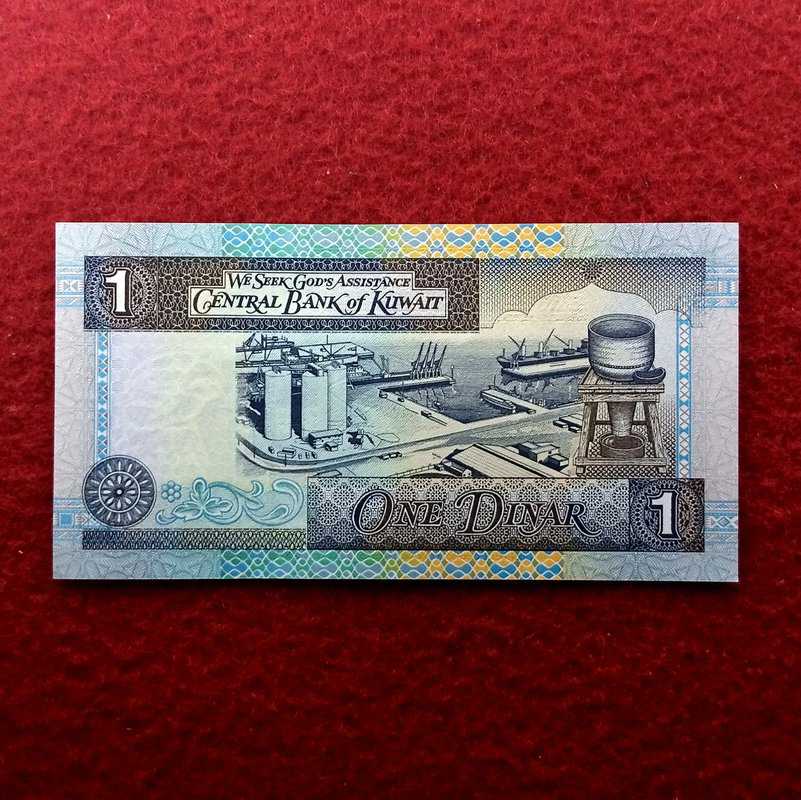 1
We Seek God's Assistance
Central Bank of Kuwait
One Dinar
1